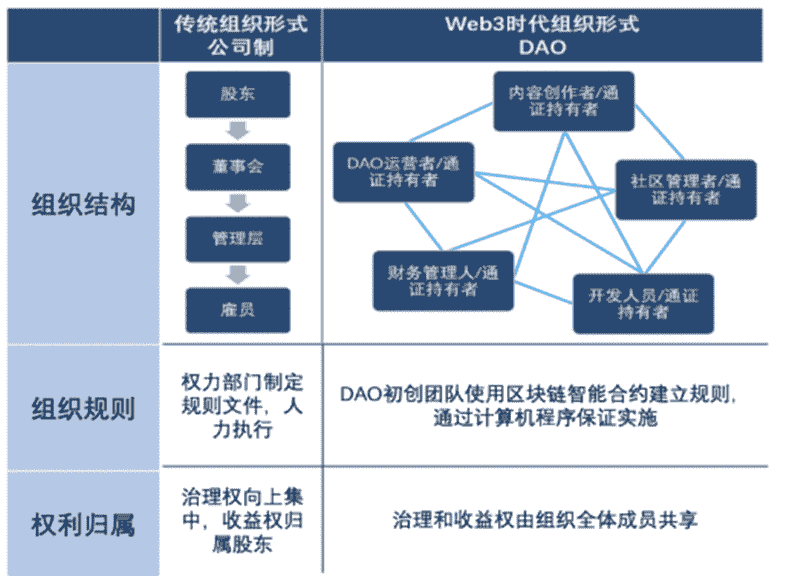 传统组织形式
公司制
Web3时代组织形式
DAO
组织结构
股东
董事会
管理层
雇员
内容创作者/通
证持有者
DAO运营者/通
证持有者
社区管理者/通
证持有者
财务管理人/通
证持有者
开发人员/通证
持有者
组织规则
权力部门制定
规则文件，人
力执行
DAO初创团队使用区块链智能合约建立规则，
通过计算机程序保证实施
权利归属
治理权向上集
中，收益权归
属股东
治理和收益权由组织全体成员共享